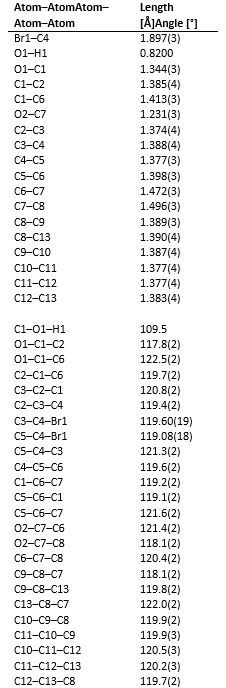 Atom–AtomAtom– Length
Atom–Atom [Å]Angle [°]
Br1–C4 1.897(3)
O1–H1 0.8200
O1–C1 1.344(3)
C1–C2 1.385(4)
C1–C6 1.413(3)
O2–C7 1.231(3)
C2–C3 1.374(4)
C3–C4 1.388(4)
C4–C5 1.377(3)
C5–C6 1.398(3)
C6–C7 1.472(3)
C7–C8 1.496(3)
C8–C9 1.389(3)
C8–C13 1.390(4)
C9–C10 1.387(4)
C10–C11 1.377(4)
C11–C12 1.377(4)
C12–C13 1.383(4)
C1–O1–H1 109.5
O1–C1–C2 117.8(2)
O1–C1–C6 122.5(2)
C2–C1–C6 119.7(2)
C3–C2–C1 120.8(2)
C2–C3–C4 119.4(2)
C3–C4–Br1 119.60(19)
C5–C4–Br1 119.08(18)
C5–C4–C3 121.3(2)
C4–C5–C6 119.6(2)
C1–C6–C7 119.2(2)
C5–C6–C1 119.1(2)
C5–C6–C7 121.6(2)
O2–C7–C6 121.4(2)
O2–C7–C8 118.1(2)
C6–C7–C8 120.4(2)
C9–C8–C7 118.1(2)
C9–C8–C13 119.8(2)
C13–C8–C7 122.0(2)
C10–C9–C8 119.9(2)
C11–C10–C9 119.9(3)
C10–C11–C12 120.5(3)
C11–C12–C13 120.2(3)
C12–C13–C8 119.7(2)